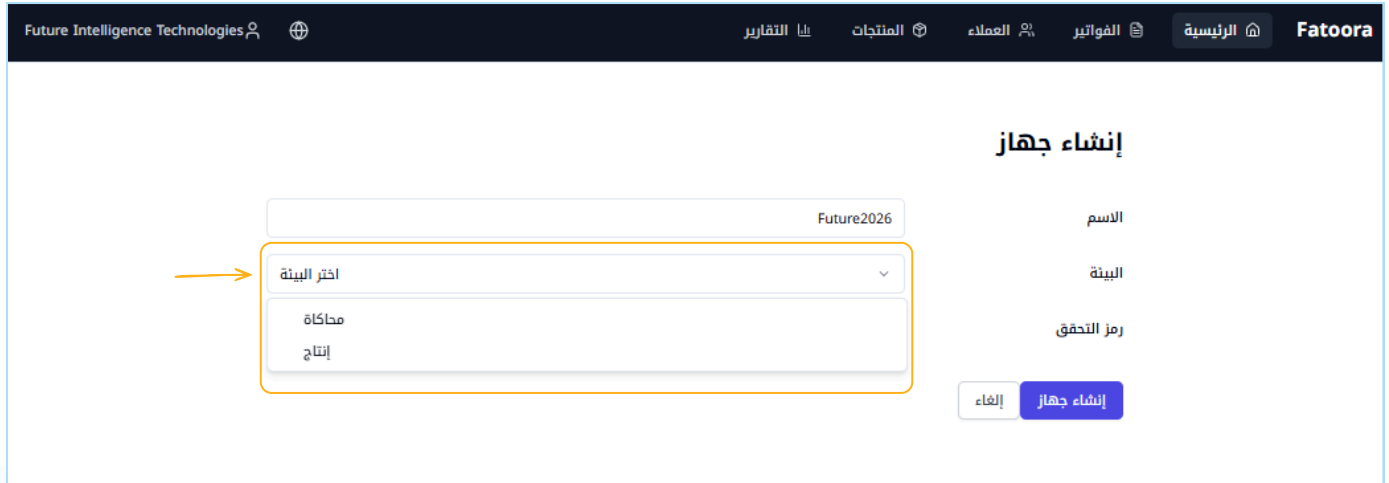 Fatoora
الرئيسية
الفواتير
العملاء
المنتجات
التقارير
Future Intelligence Technologies
إنشاء جهاز
الاسم
Future2026
البيئة
اختر البيئة
محاكاة
إنتاج
رمز التحقق
إنشاء جهاز
إلغاء